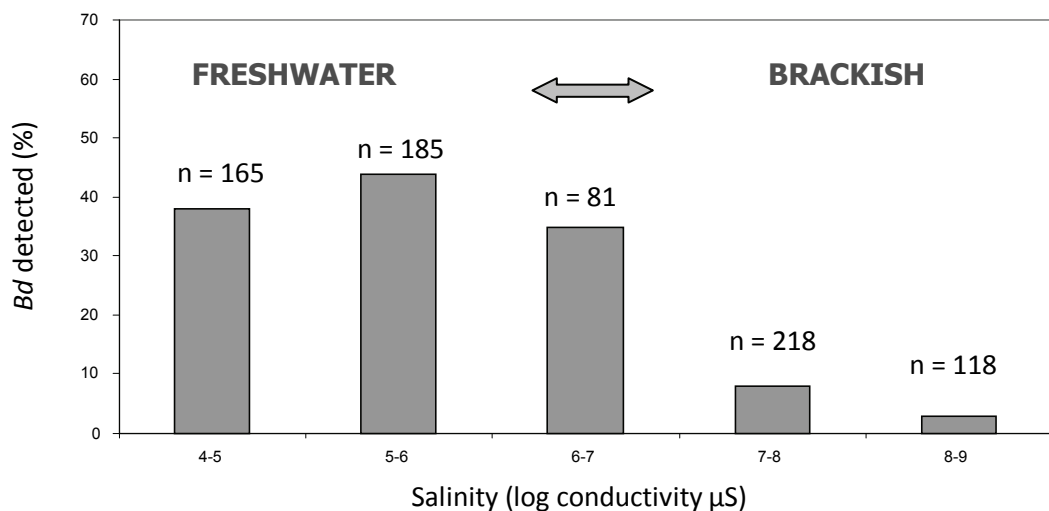 70
60
50
40
30
20
10
0
Bd detected (%)
FRESHWATER
BRACKISH
n = 165
n = 185
n = 81
n = 218
n = 118
4-5
5-6
6-7
7-8
8-9
Salinity (log conductivity µS)